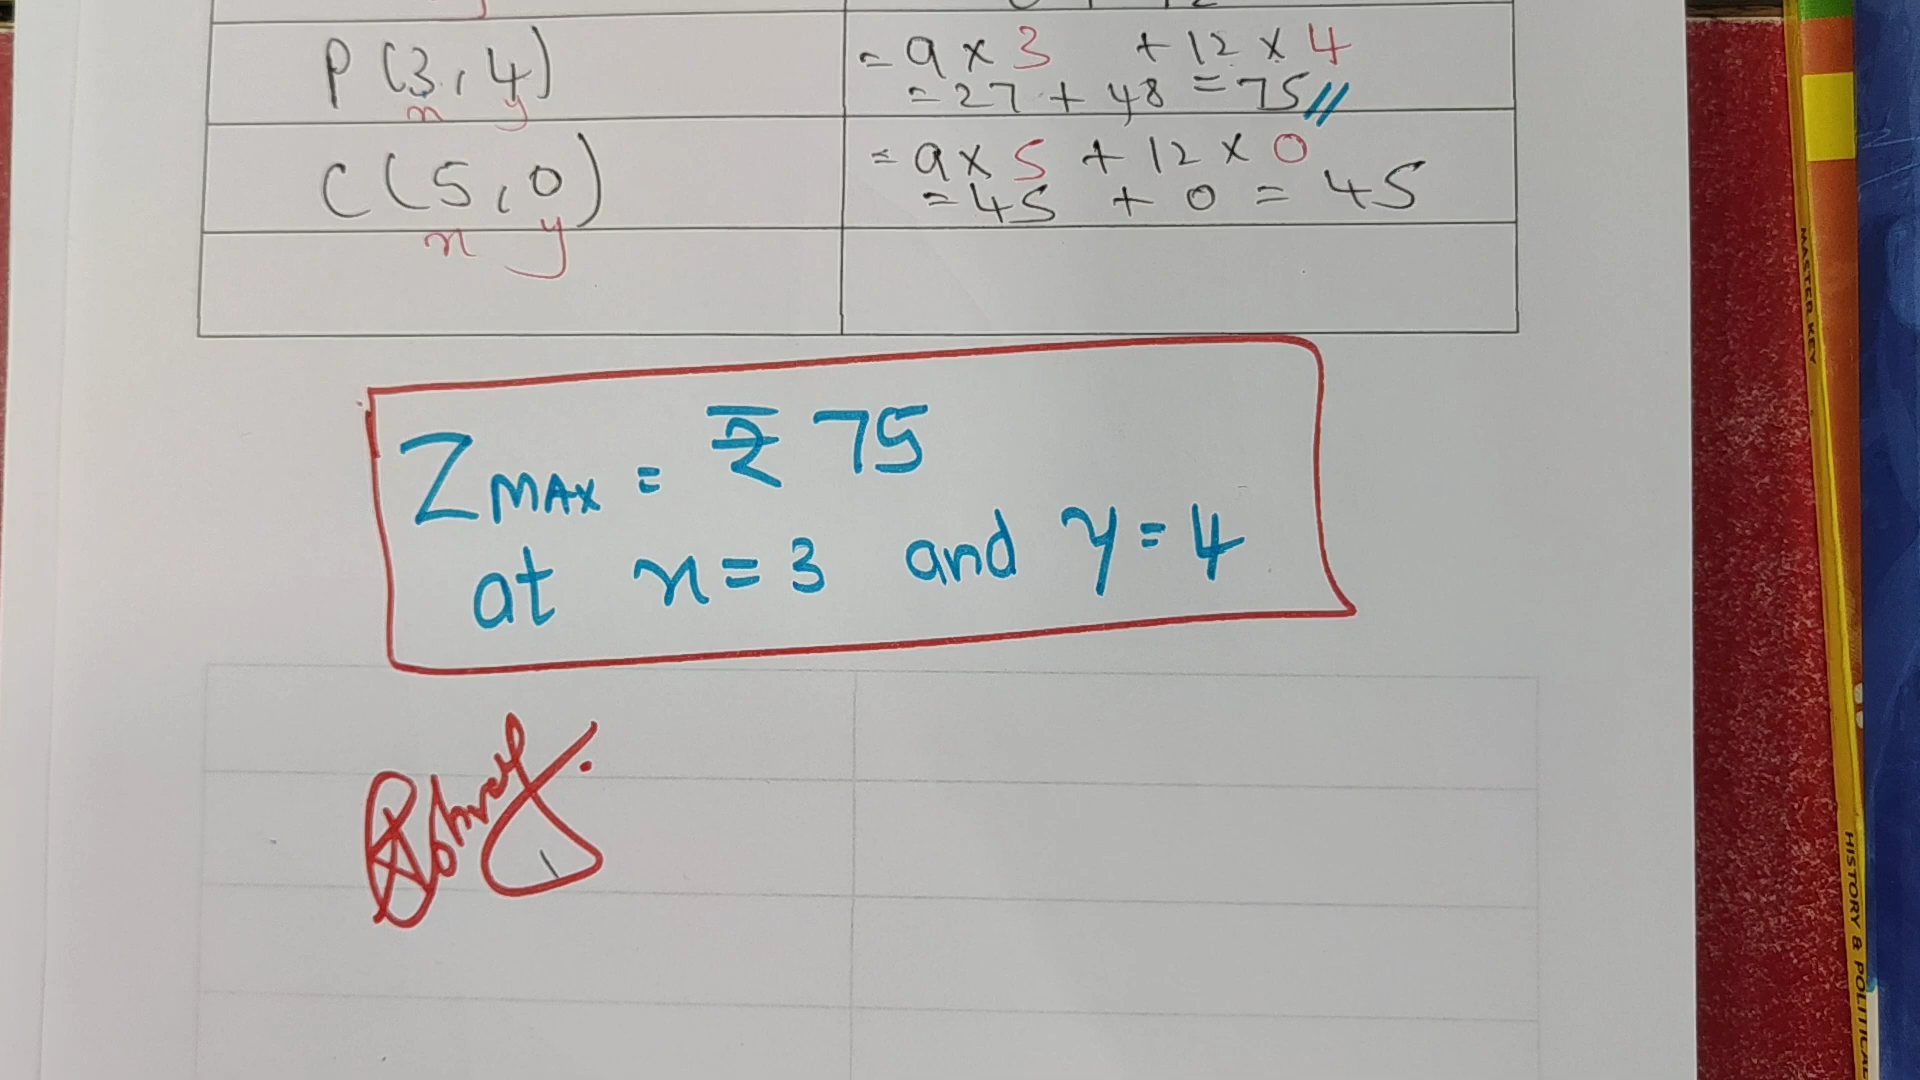 P (3, 4)
x y
= 9 × 3 + 12 × 4
= 27 + 48 = 75 //
C (5, 0)
x y
= 9 × 5 + 12 × 0
= 45 + 0 = 45
Z MAX = ₹ 75
at x = 3 and y = 4
MASTER KEY
HISTORY & POLITICAL